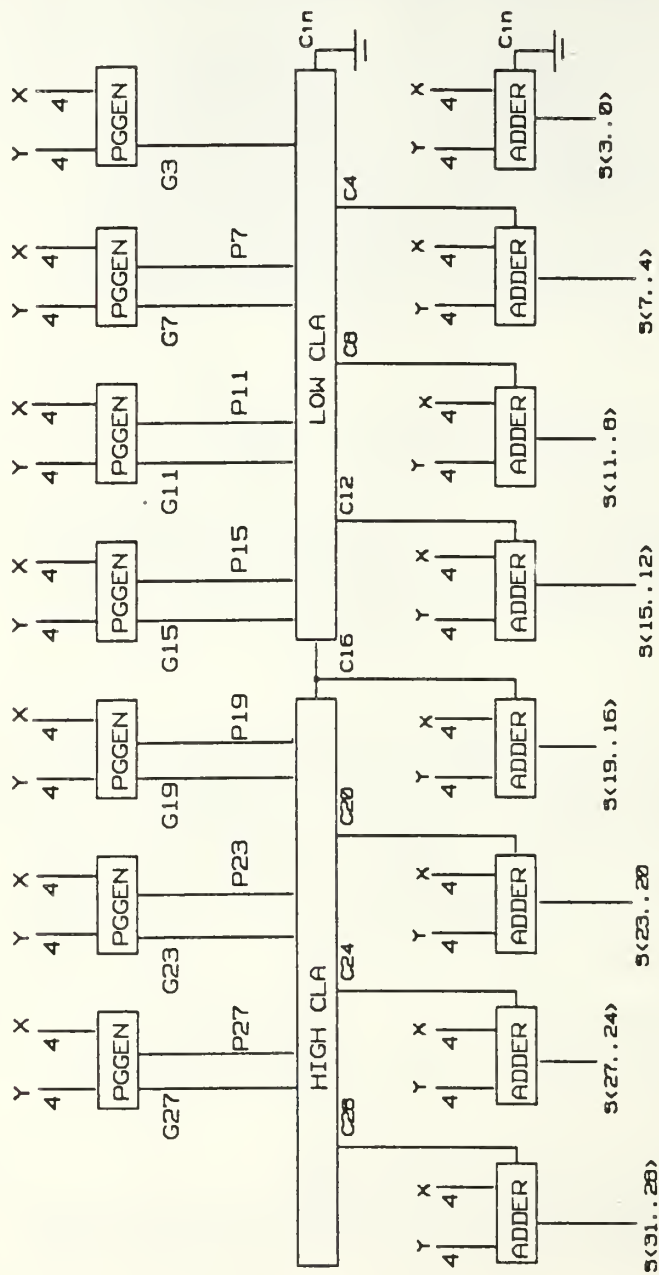 Y X Y X Y X Y X Y X Y X Y X
4 4 4 4 4 4 4 4 4 4 4 4 4 4
PGGEN PGGEN PGGEN PGGEN PGGEN PGGEN PGGEN
G27 P27 G23 P23 G19 P19 G15 P15 G11 P11 G7 P7 G3
HIGH CLA C16 LOW CLA Cin
C28 C24 C20 C12 C8 C4
Y X Y X Y X Y X Y X Y X Y X Y X
4 4 4 4 4 4 4 4 4 4 4 4 4 4 4 4
ADDER ADDER ADDER ADDER ADDER ADDER ADDER ADDER Cin
S<31..28> S<27..24> S<23..20 S<19..16> S<15..12> S<11..8> S<7..4> S<3..0>